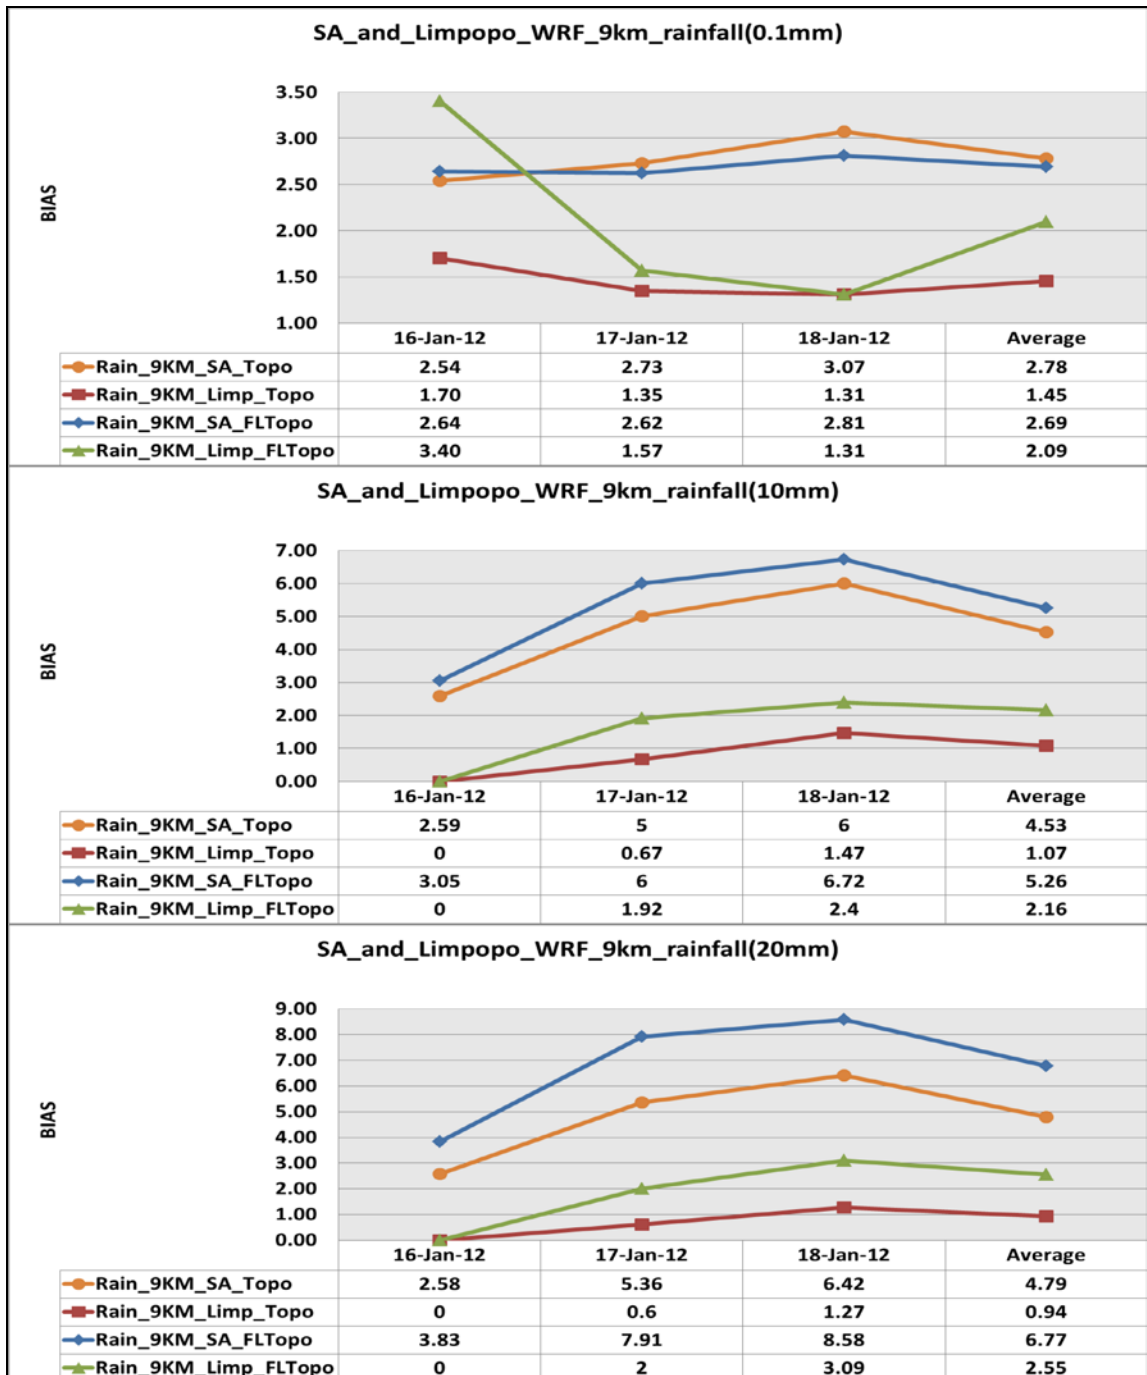 SA_and_Limpopo_WRF_9km_rainfall(0.1mm)
3.50
3.00
2.50
2.00
1.50
1.00
BIAS
16-Jan-12 17-Jan-12 18-Jan-12 Average
Rain_9KM_SA_Topo 2.54 2.73 3.07 2.78
Rain_9KM_Limp_Topo 1.70 1.35 1.31 1.45
Rain_9KM_SA_FLTopo 2.64 2.62 2.81 2.69
Rain_9KM_Limp_FLTopo 3.40 1.57 1.31 2.09
SA_and_Limpopo_WRF_9km_rainfall(10mm)
7.00
6.00
5.00
4.00
3.00
2.00
1.00
0.00
BIAS
16-Jan-12 17-Jan-12 18-Jan-12 Average
Rain_9KM_SA_Topo 2.59 5 6 4.53
Rain_9KM_Limp_Topo 0 0.67 1.47 1.07
Rain_9KM_SA_FLTopo 3.05 6 6.72 5.26
Rain_9KM_Limp_FLTopo 0 1.92 2.4 2.16
SA_and_Limpopo_WRF_9km_rainfall(20mm)
9.00
8.00
7.00
6.00
5.00
4.00
3.00
2.00
1.00
0.00
BIAS
16-Jan-12 17-Jan-12 18-Jan-12 Average
Rain_9KM_SA_Topo 2.58 5.36 6.42 4.79
Rain_9KM_Limp_Topo 0 0.6 1.27 0.94
Rain_9KM_SA_FLTopo 3.83 7.91 8.58 6.77
Rain_9KM_Limp_FLTopo 0 2 3.09 2.55